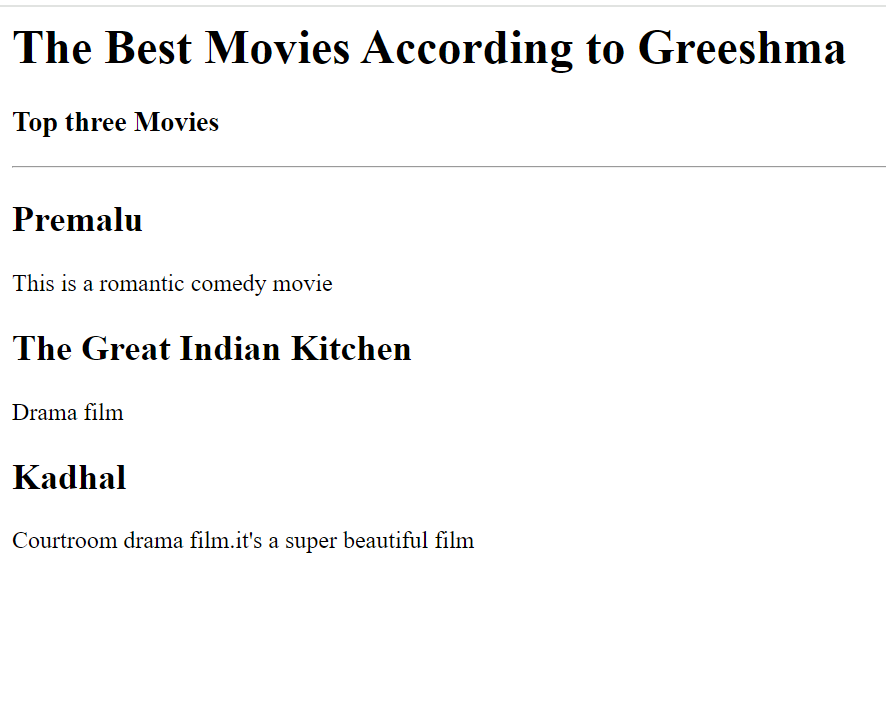 The Best Movies According to Greeshma
Top three Movies
Premalu
This is a romantic comedy movie
The Great Indian Kitchen
Drama film
Kadhal
Courtroom drama film.it's a super beautiful film